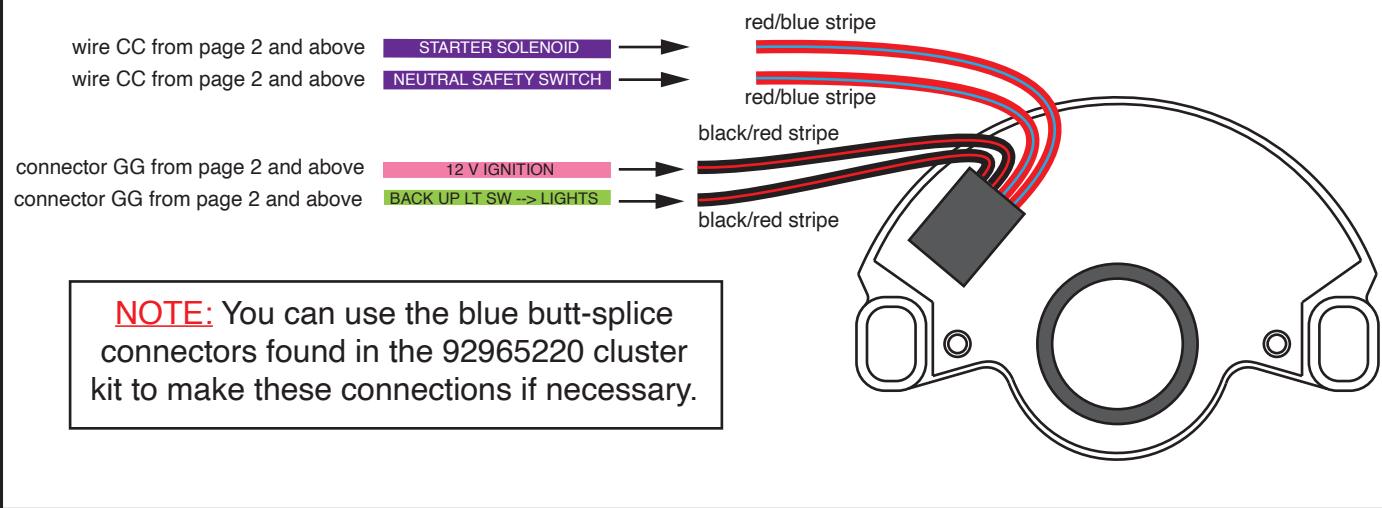 red/blue stripe
wire CC from page 2 and above STARTER SOLENOID
wire CC from page 2 and above NEUTRAL SAFETY SWITCH
red/blue stripe
black/red stripe
connector GG from page 2 and above 12 V IGNITION
connector GG from page 2 and above BACK UP LT SW --> LIGHTS
black/red stripe
NOTE: You can use the blue butt-splice
connectors found in the 92965220 cluster
kit to make these connections if necessary.